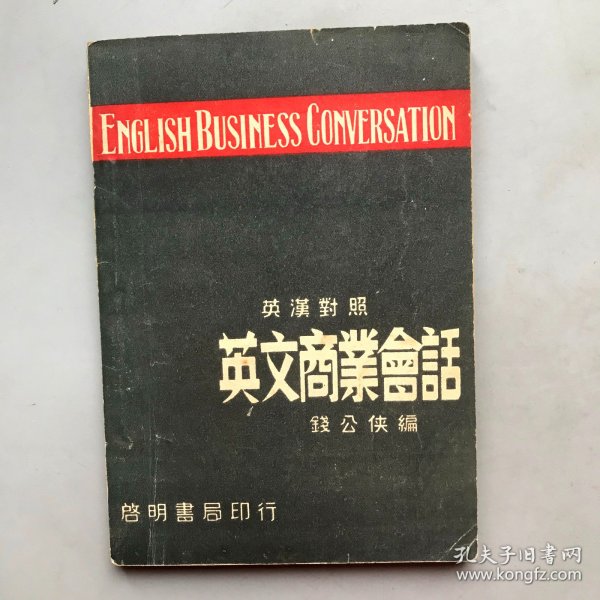 ENGLISH BUSINESS CONVERSATION
英漢對照
英文商業會話
錢公俠編
啓明書局印行
孔夫子旧书网
www.kongfz.com